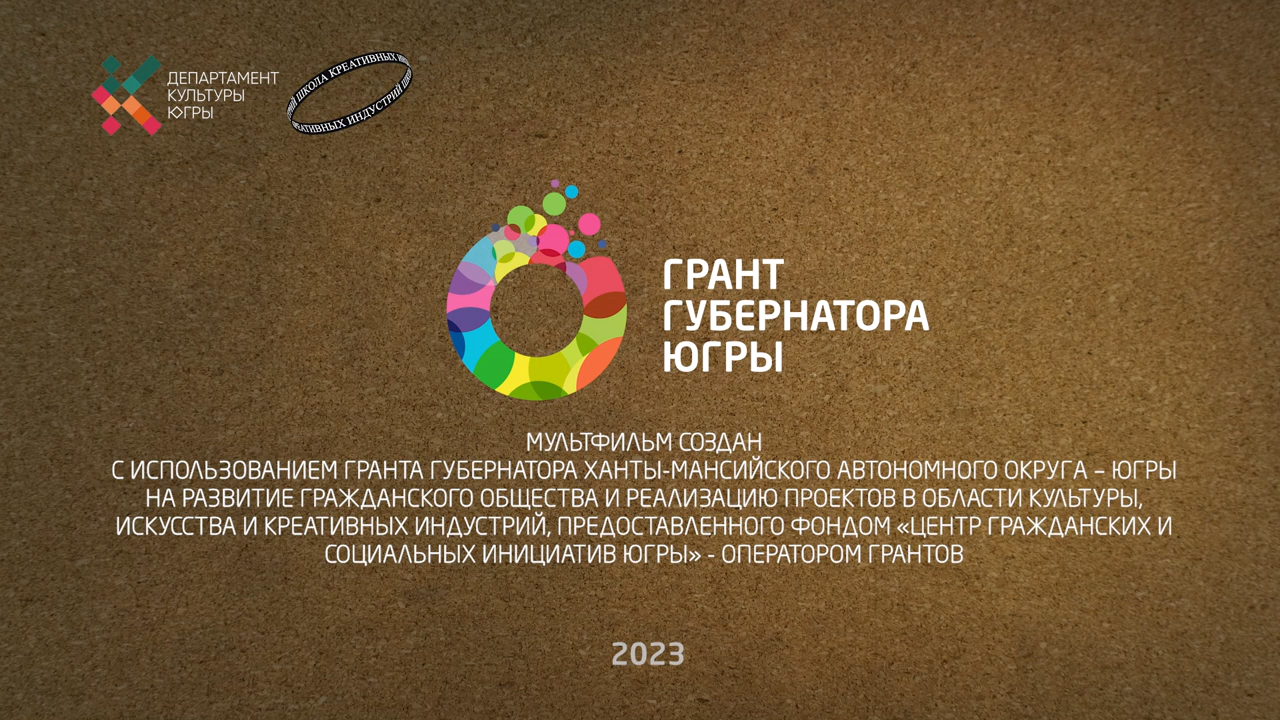 ДЕПАРТАМЕНТ
КУЛЬТУРЫ
ЮГРЫ
ШКОЛА КРЕАТИВНЫХ
КРЕАТИВНЫХ ИНДУСТРИЙ
ГРАНТ
ГУБЕРНАТОРА
ЮГРЫ
МУЛЬТФИЛЬМ СОЗДАН
С ИСПОЛЬЗОВАНИЕМ ГРАНТА ГУБЕРНАТОРА ХАНТЫ-МАНСИЙСКОГО АВТОНОМНОГО ОКРУГА – ЮГРЫ
НА РАЗВИТИЕ ГРАЖДАНСКОГО ОБЩЕСТВА И РЕАЛИЗАЦИЮ ПРОЕКТОВ В ОБЛАСТИ КУЛЬТУРЫ,
ИСКУССТВА И КРЕАТИВНЫХ ИНДУСТРИЙ, ПРЕДОСТАВЛЕННОГО ФОНДОМ «ЦЕНТР ГРАЖДАНСКИХ И
СОЦИАЛЬНЫХ ИНИЦИАТИВ ЮГРЫ» - ОПЕРАТОРОМ ГРАНТОВ
2023